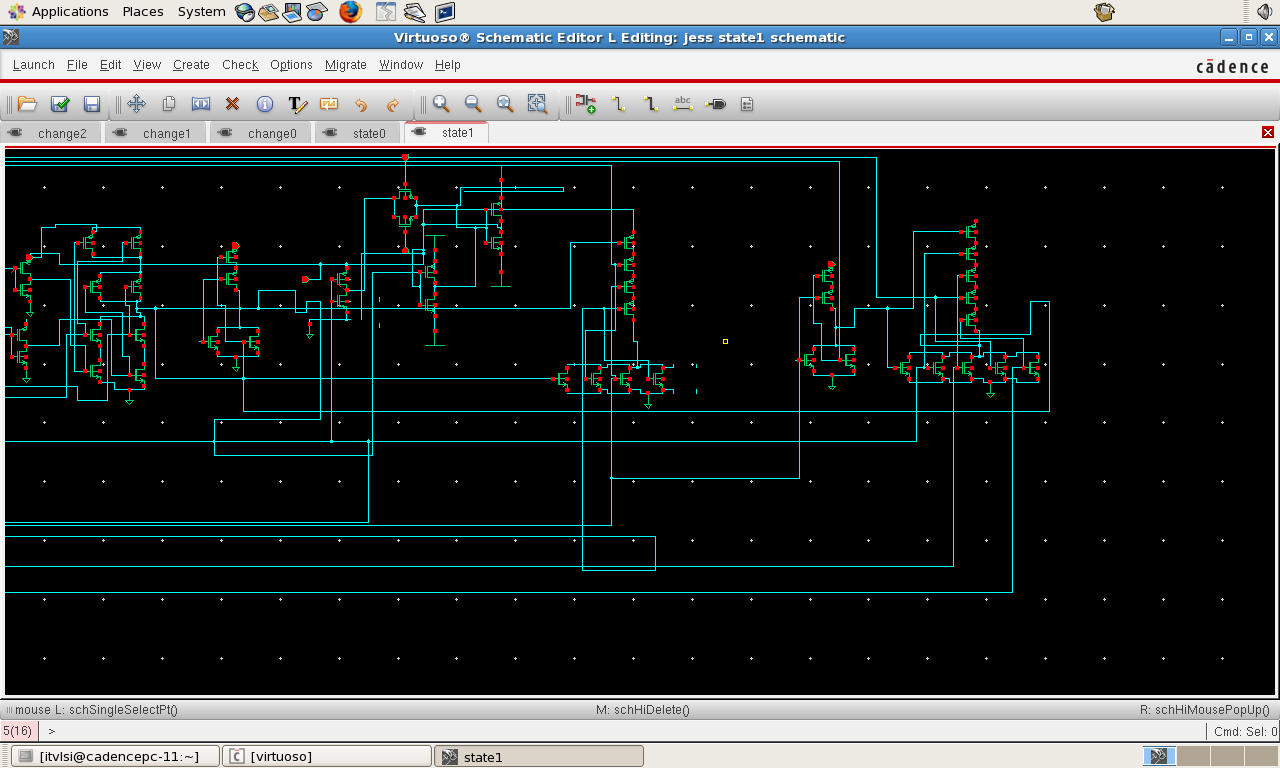 Applications Places System
Virtuoso® Schematic Editor L Editing: jess state1 schematic
Launch File Edit View Create Check Options Migrate Window Help
cādence
abc
change2 change1 change0 state0 state1
mouse L: schSingleSelectPt() M: schHiDelete() R: schHiMousePopUp()
5(16) > Cmd: Sel: 0
[itvlsi@cadencepc-11:~] [virtuoso] state1